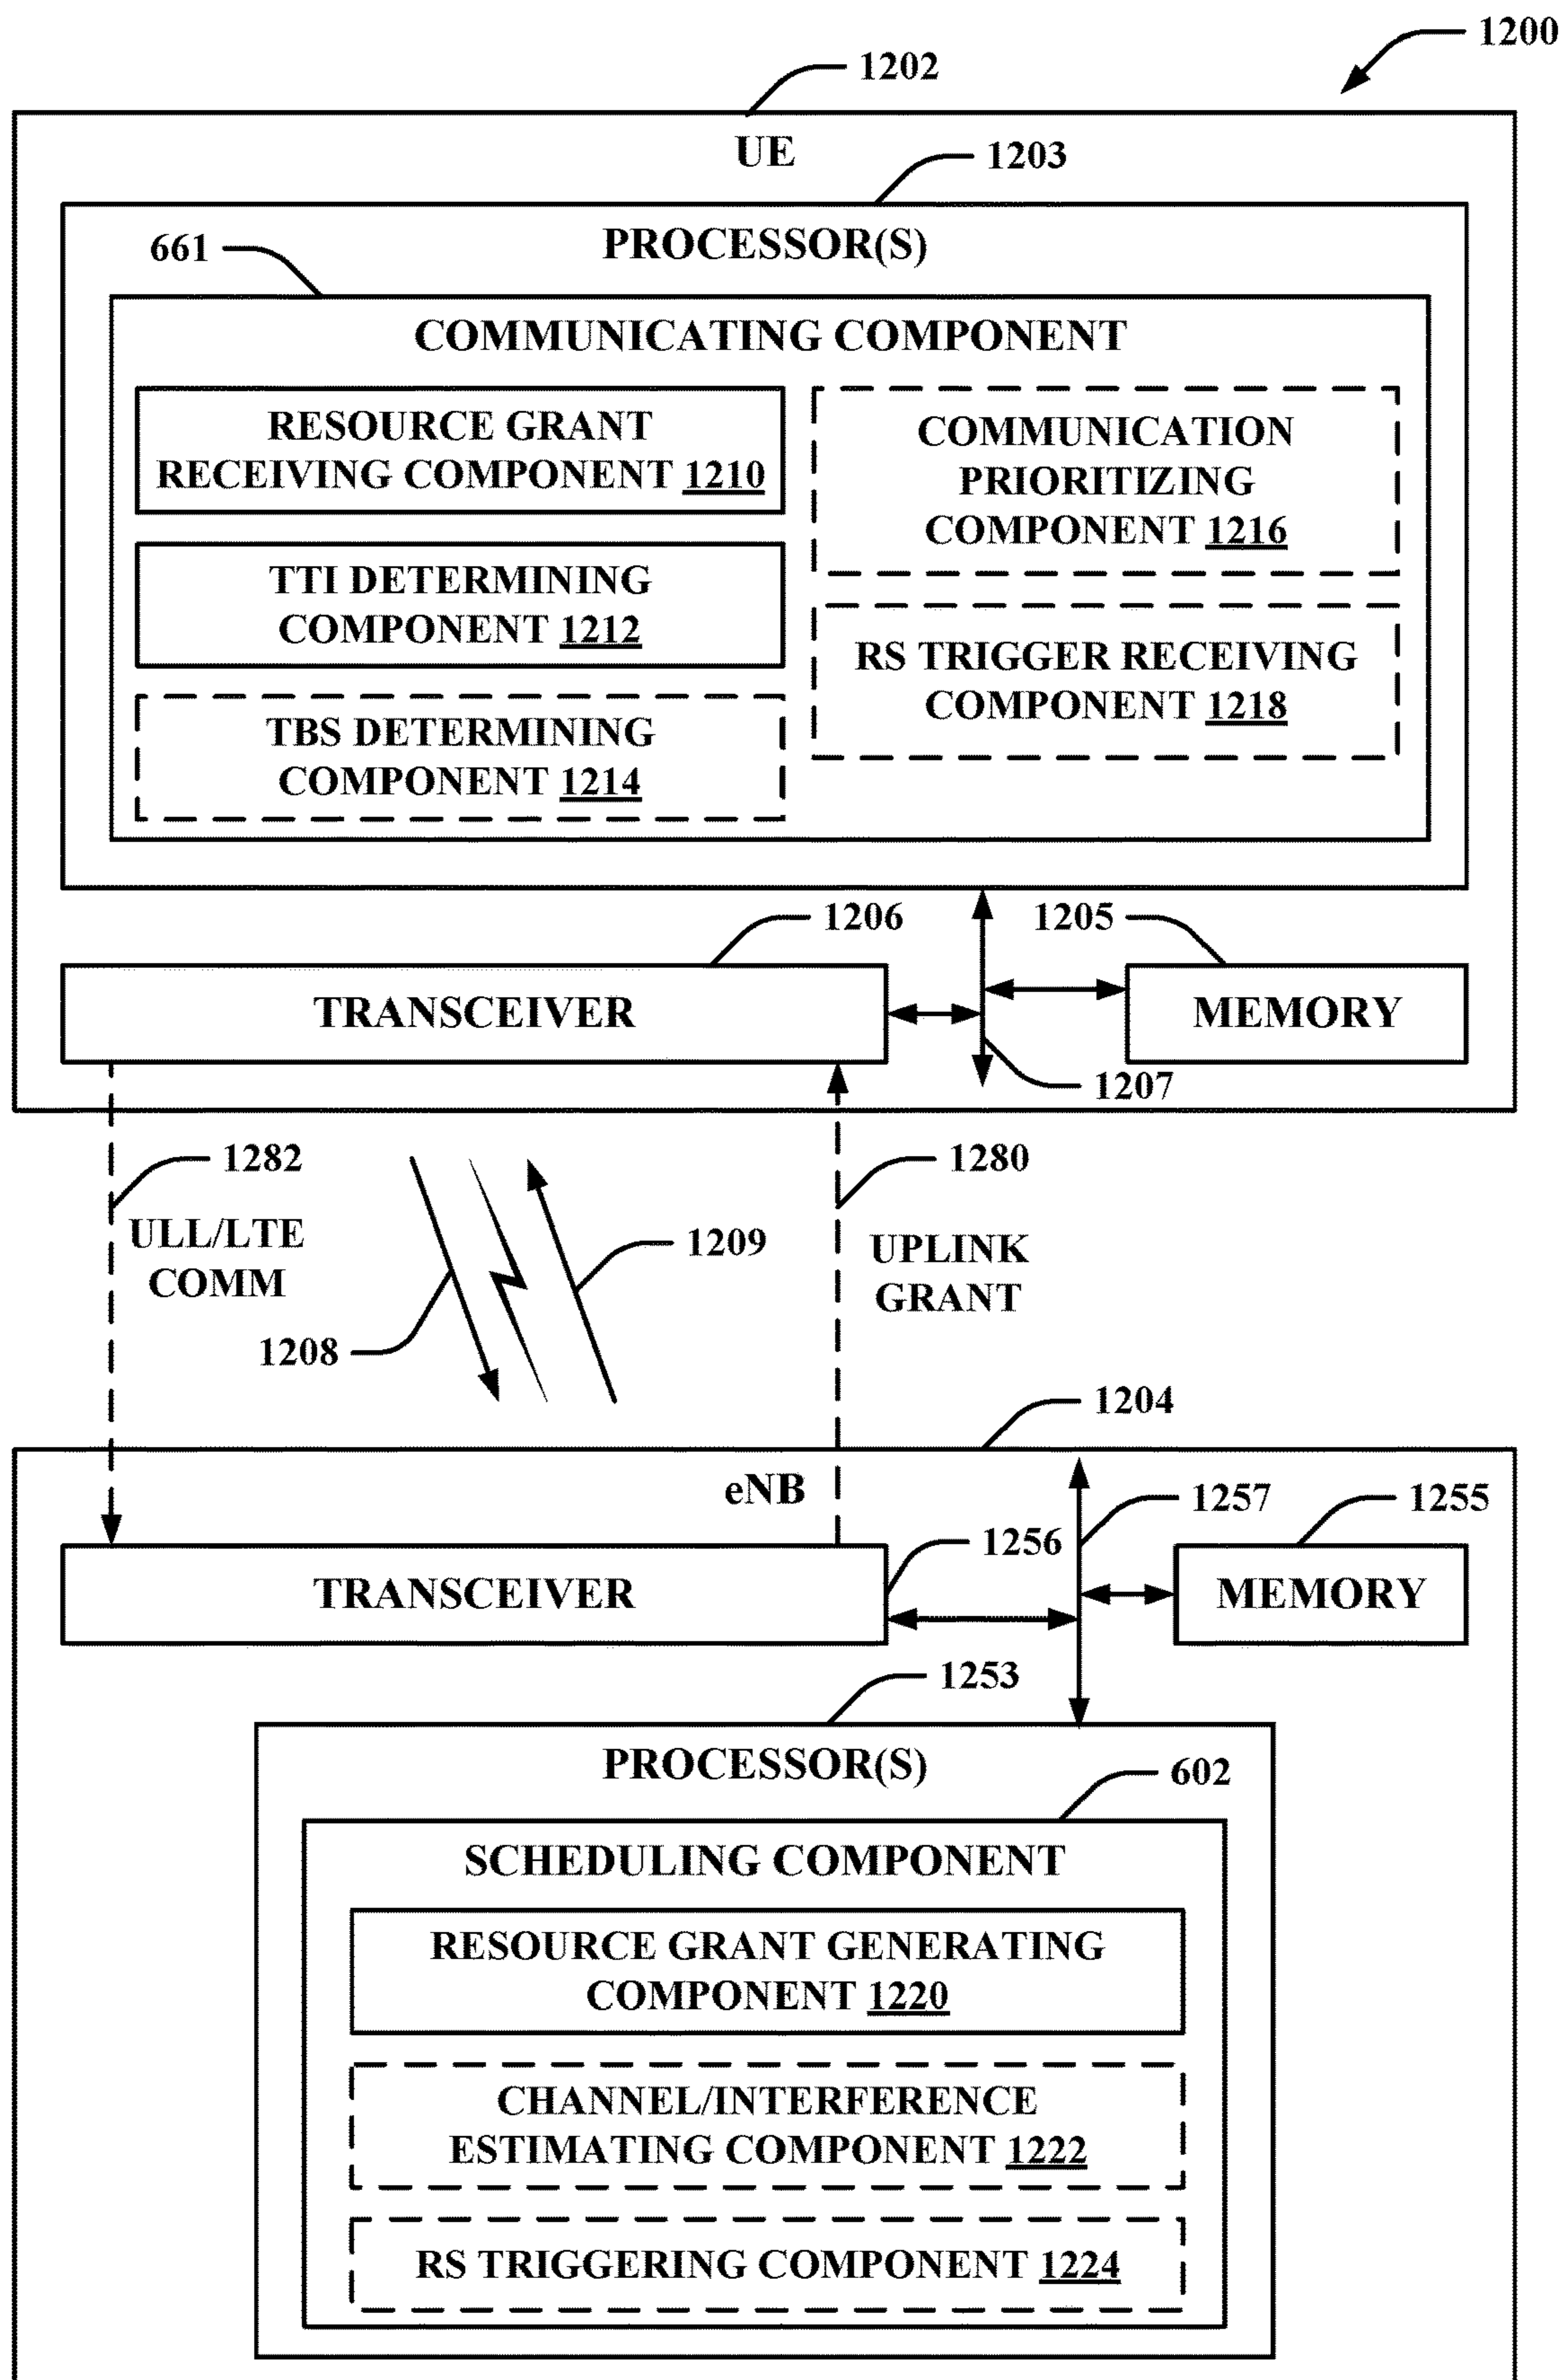 1200
1202
UE
1203
PROCESSOR(S)
661
COMMUNICATING COMPONENT
RESOURCE GRANT
RECEIVING COMPONENT 1210
COMMUNICATION
PRIORITIZING
COMPONENT 1216
TTI DETERMINING
COMPONENT 1212
RS TRIGGER RECEIVING
COMPONENT 1218
TBS DETERMINING
COMPONENT 1214
1206
1205
TRANSCEIVER
MEMORY
1207
1282
1280
ULL/LTE
COMM
1209
UPLINK
GRANT
1208
1204
eNB
1257
1255
1256
TRANSCEIVER
MEMORY
1253
PROCESSOR(S)
602
SCHEDULING COMPONENT
RESOURCE GRANT GENERATING
COMPONENT 1220
CHANNEL/INTERFERENCE
ESTIMATING COMPONENT 1222
RS TRIGGERING COMPONENT 1224